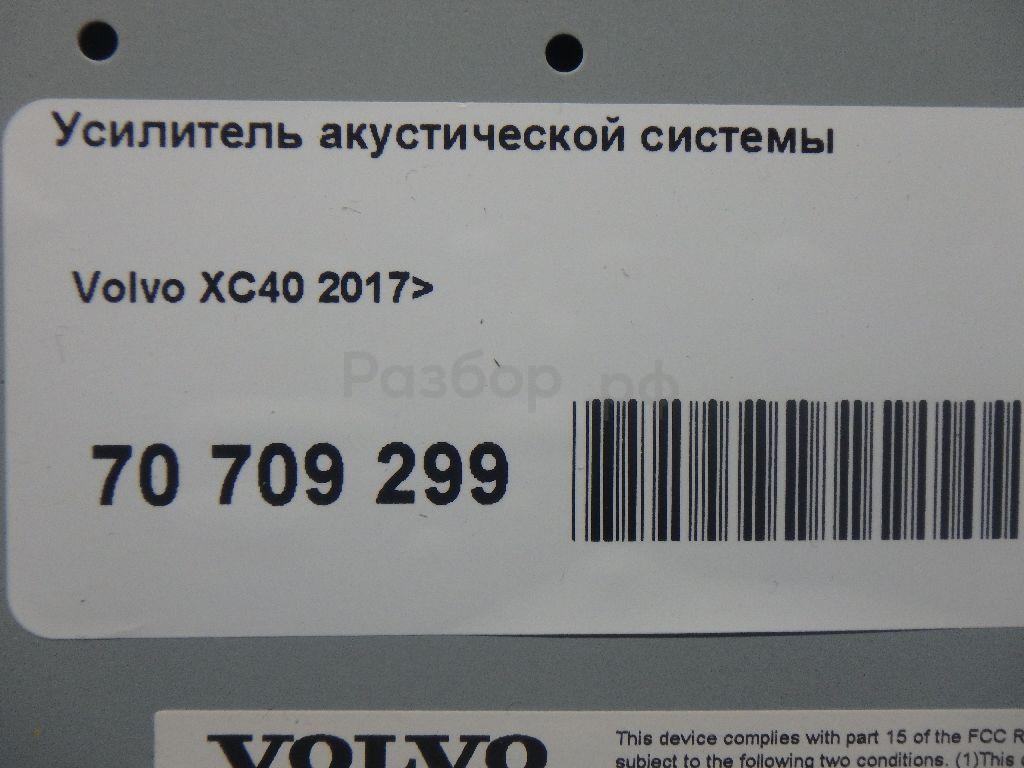 Усилитель акустической системы
Volvo XC40 2017>
Разбор.рф
70 709 299
VOLVO
This device complies with part 15 of the FCC R
subject to the following two conditions. (1)This